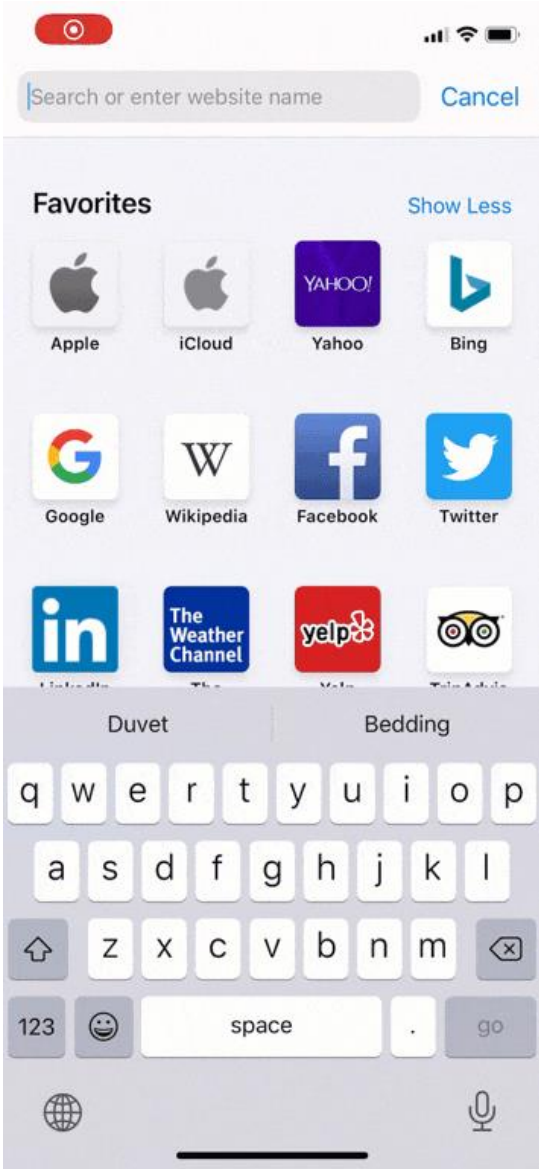 Search or enter website name Cancel
Favorites Show Less
YAHOO!
Apple iCloud Yahoo Bing
W
Google Wikipedia Facebook Twitter
in The Weather Channel yelp
Duvet Bedding
q w e r t y u i o p
a s d f g h j k l
z x c v b n m
123 space . go